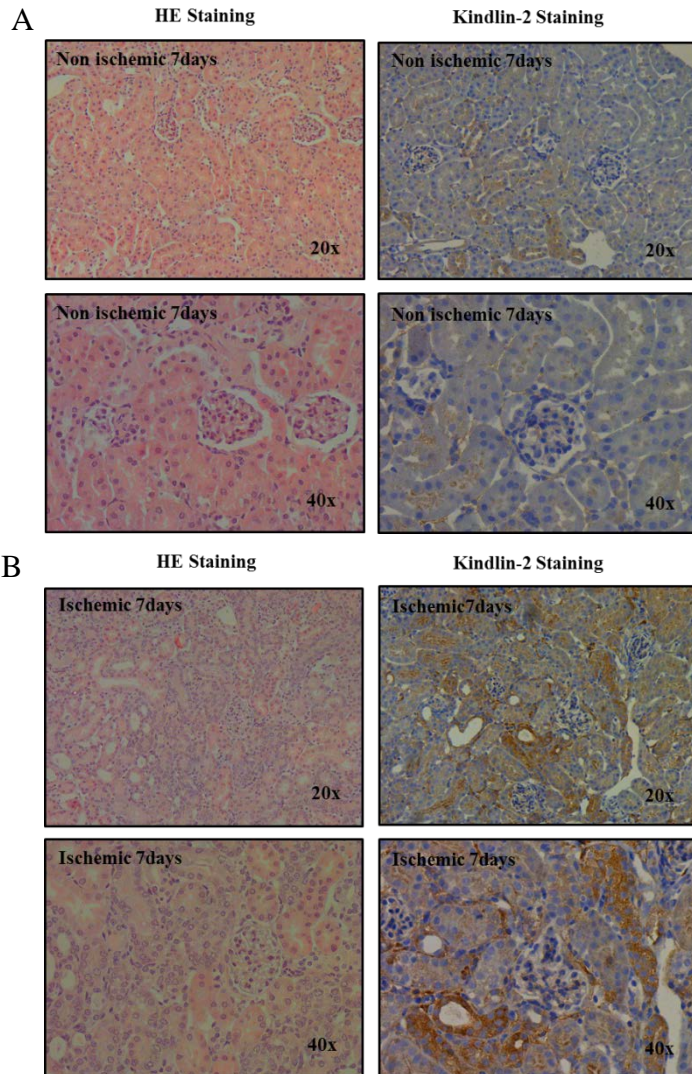 A
HE Staining
Kindlin-2 Staining
Non ischemic 7days
20x
Non ischemic 7days
20x
Non ischemic 7days
40x
Non ischemic 7days
40x
B
HE Staining
Kindlin-2 Staining
Ischemic 7days
20x
Ischemic7days
20x
Ischemic 7days
40x
Ischemic 7days
40x